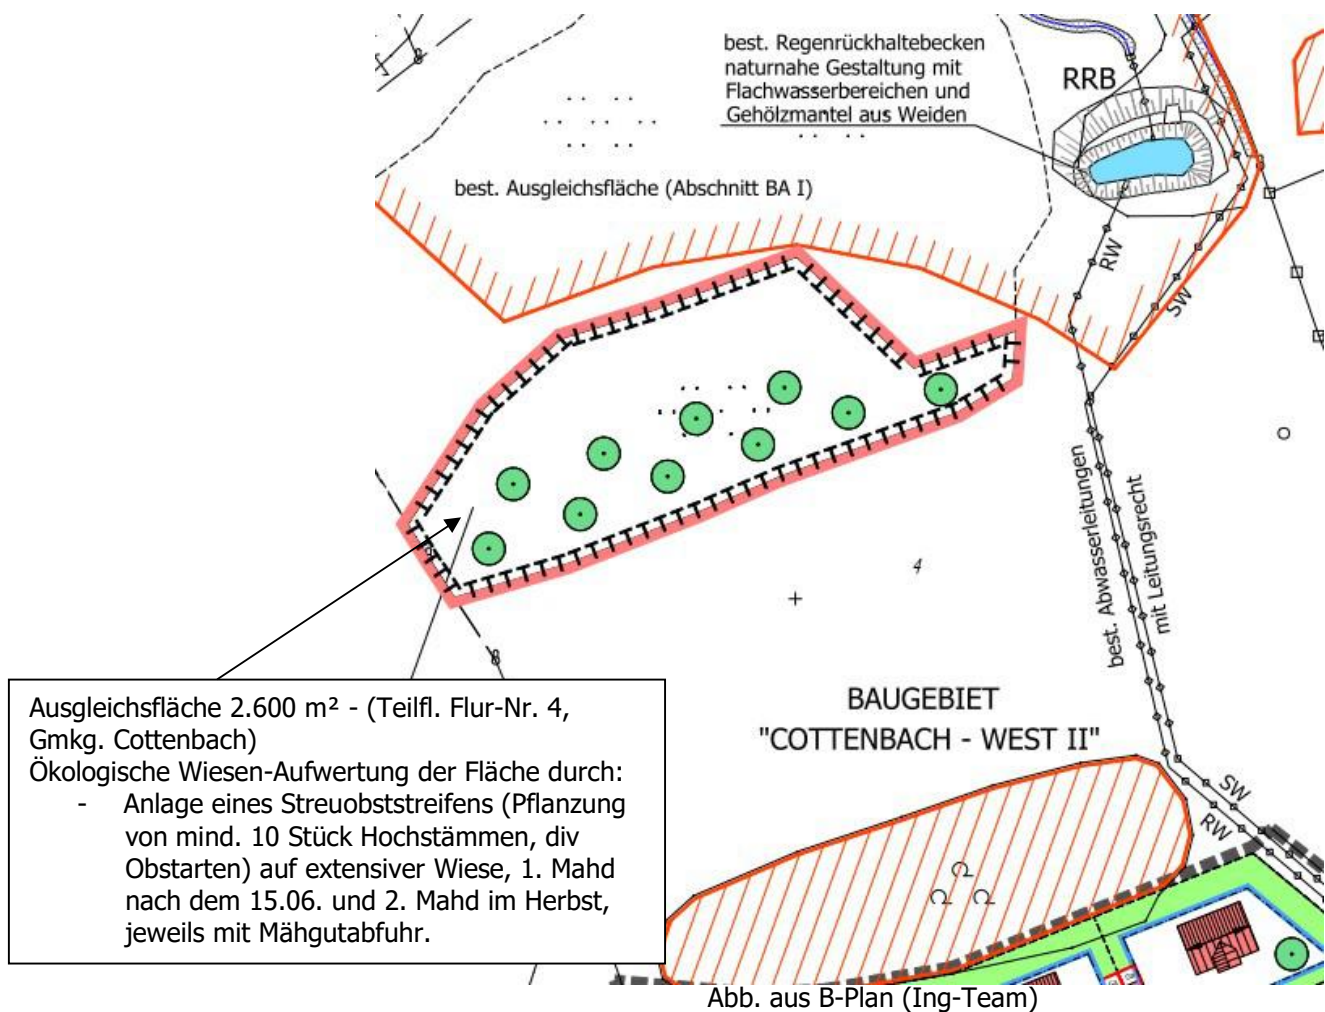 best. Regenrückhaltebecken
naturnahe Gestaltung mit
Flachwasserbereichen und
Gehölzmantel aus Weiden
RRB
best. Ausgleichsfläche (Abschnitt BA I)
RW
SW
best. Abwasserleitungen
mit Leitungsrecht
4
BAUGEBIET
"COTTENBACH - WEST II"
SW
RW
Ausgleichsfläche 2.600 m² - (Teilfl. Flur-Nr. 4,
Gmkg. Cottenbach)
Ökologische Wiesen-Aufwertung der Fläche durch:
- Anlage eines Streuobststreifens (Pflanzung
von mind. 10 Stück Hochstämmen, div
Obstarten) auf extensiver Wiese, 1. Mahd
nach dem 15.06. und 2. Mahd im Herbst,
jeweils mit Mähgutabfuhr.
Abb. aus B-Plan (Ing-Team)